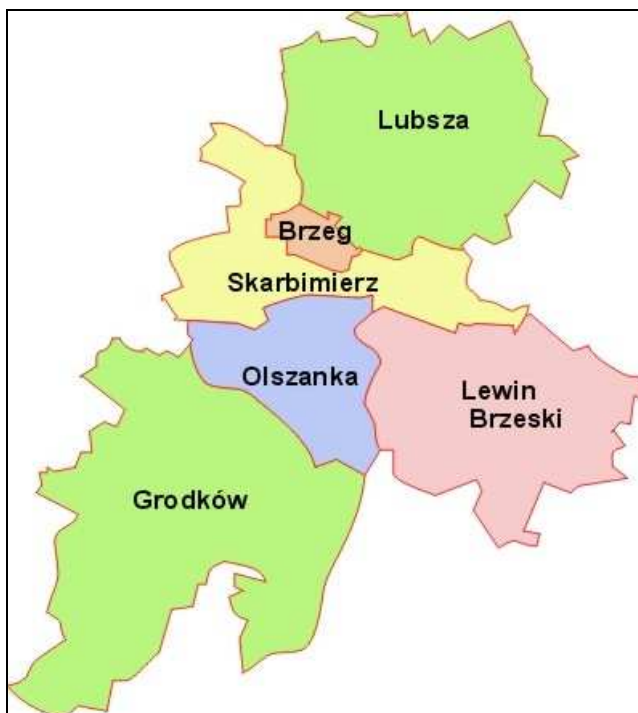 Lubsza
Brzeg
Skarbimierz
Olszanka
Lewin
Brzeski
Grodków